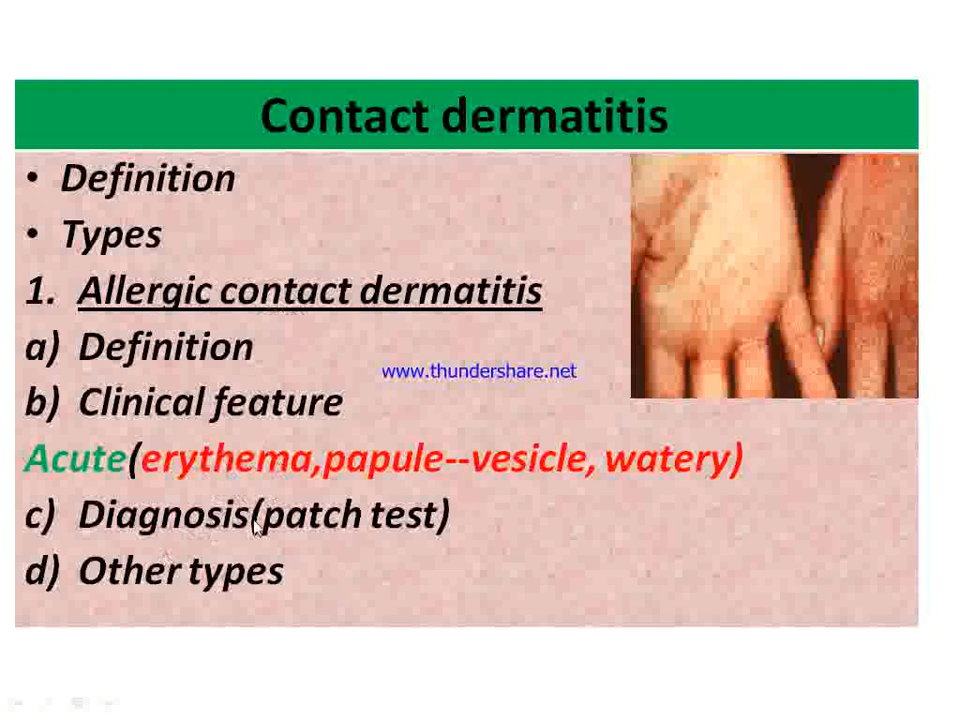 Contact dermatitis
• Definition
• Types
1. Allergic contact dermatitis
a) Definition
www.thundershare.net
b) Clinical feature
Acute(erythema,papule--vesicle, watery)
c) Diagnosis(patch test)
d) Other types